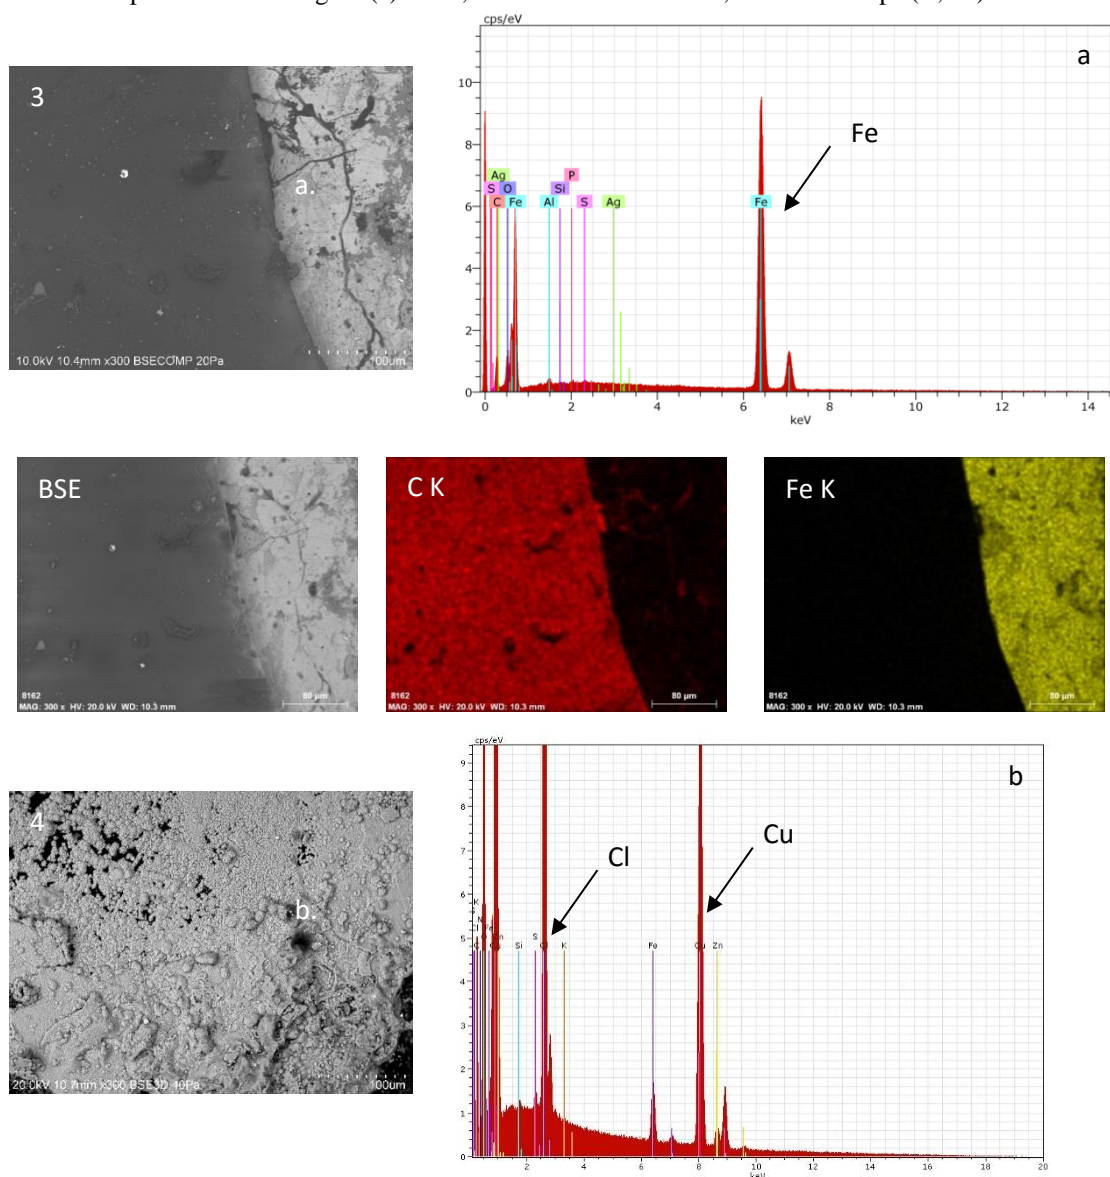 3
a.
10.0kV 10.4mm x300 BSECOMP 20Pa
100um
cps/eV
a
10
8
6
4
2
0
Fe
Ag
P
S
O
Si
C
Fe
Al
S
Ag
Fe
0 2 4 6 8 10 12 14
keV
BSE
8162
MAG: 300 x HV: 20.0 kV WD: 10.3 mm
80 µm
C K
8162
MAG: 300 x HV: 20.0 kV WD: 10.3 mm
80 µm
Fe K
8162
MAG: 300 x HV: 20.0 kV WD: 10.3 mm
80 µm
4
b.
20.0kV 10.7mm x300 BSE3D 40Pa
100um
cps/eV
b
9
8
7
6
5
4
3
2
1
0
Cl
Cu
K
Si
S
K
Fe
Cu
Zn
2 4 6 8 10 12 14 16 18 20
keV